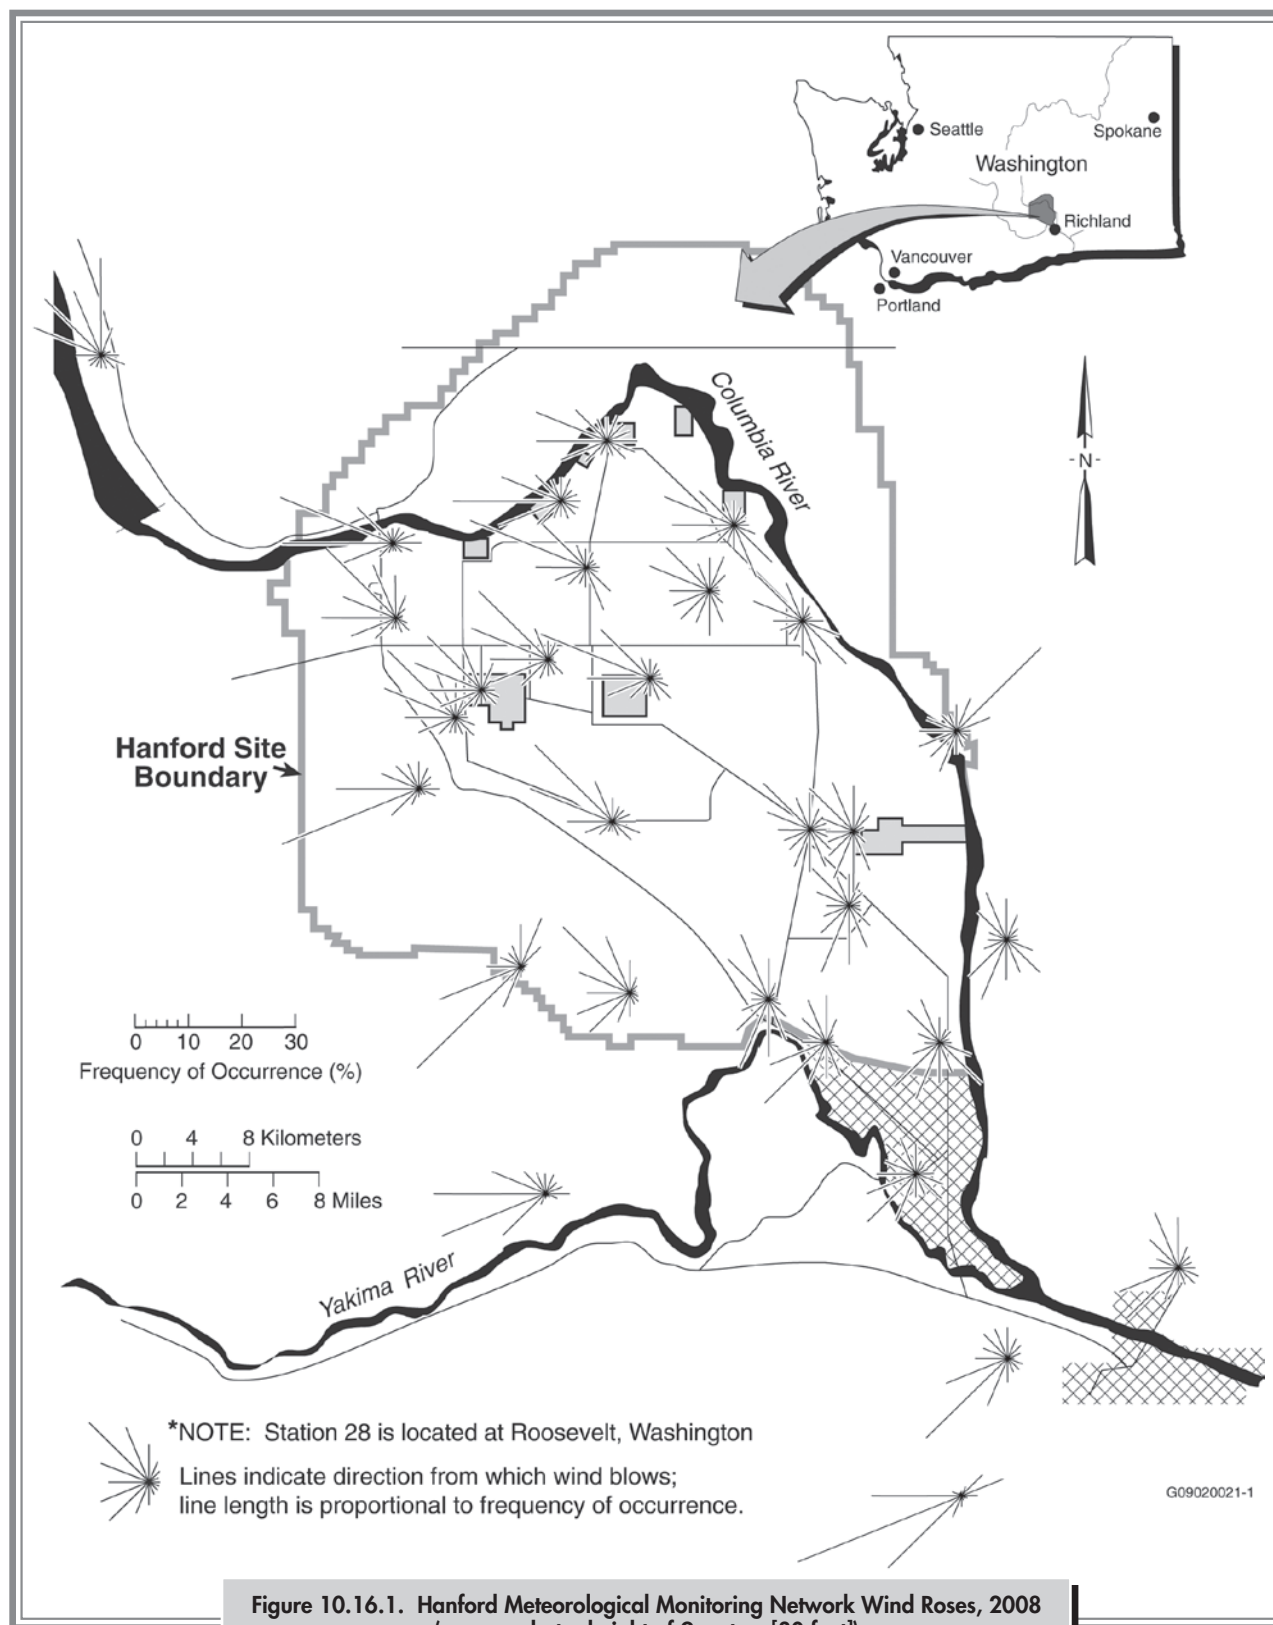 Seattle
Spokane
Washington
Richland
Vancouver
Portland
Columbia River
-N-
Hanford Site
Boundary
0 10 20 30
Frequency of Occurrence (%)
0 4 8 Kilometers
0 2 4 6 8 Miles
Yakima River
*NOTE: Station 28 is located at Roosevelt, Washington
Lines indicate direction from which wind blows;
line length is proportional to frequency of occurrence.
G09020021-1
Figure 10.16.1. Hanford Meteorological Monitoring Network Wind Roses, 2008